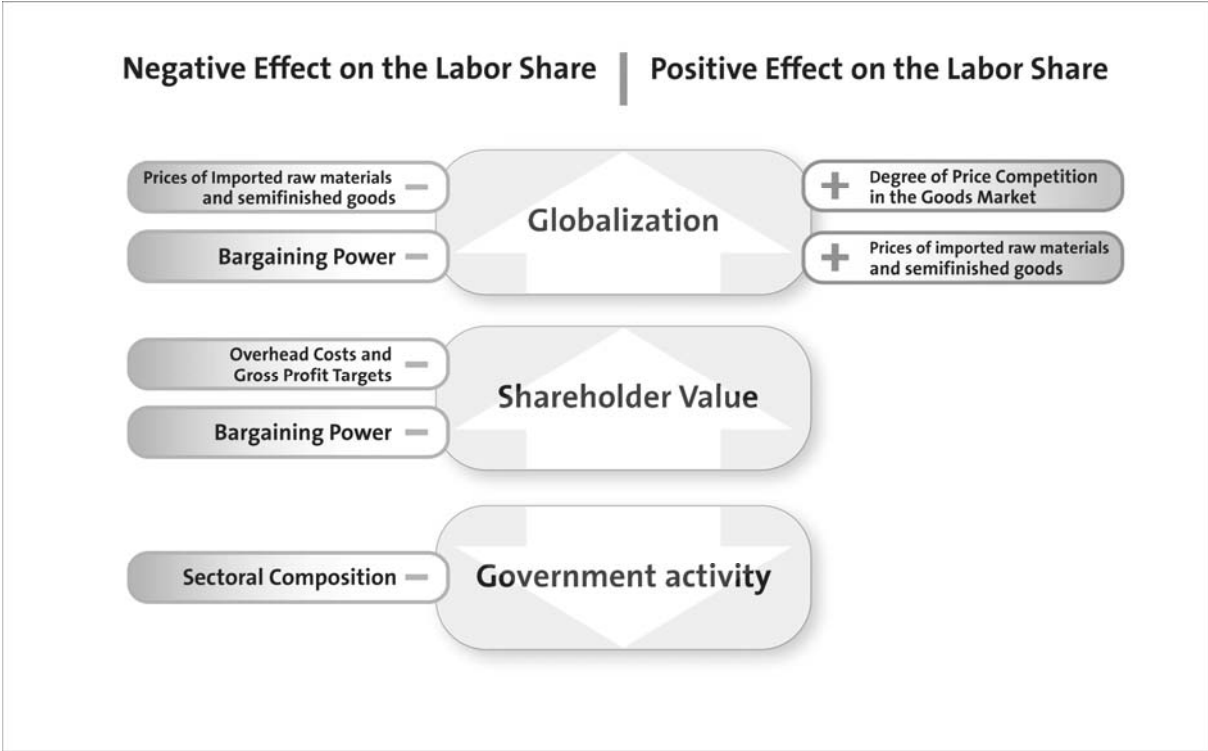 Negative Effect on the Labor Share
Positive Effect on the Labor Share
Prices of Imported raw materials
and semifinished goods −
Bargaining Power −
Globalization
+ Degree of Price Competition
in the Goods Market
+ Prices of imported raw materials
and semifinished goods
Overhead Costs and
Gross Profit Targets −
Bargaining Power −
Shareholder Value
Sectoral Composition −
Government activity